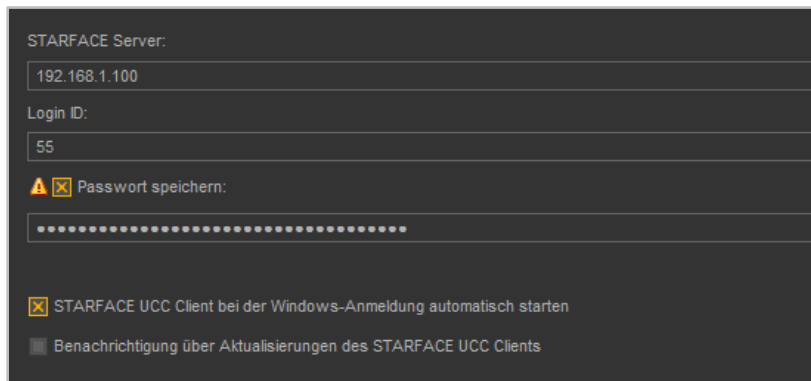 STARFACE Server:
192.168.1.100
Login ID:
55
Passwort speichern:
••••••••••••••••••••••••••••••••••••
STARFACE UCC Client bei der Windows-Anmeldung automatisch starten
Benachrichtigung über Aktualisierungen des STARFACE UCC Clients